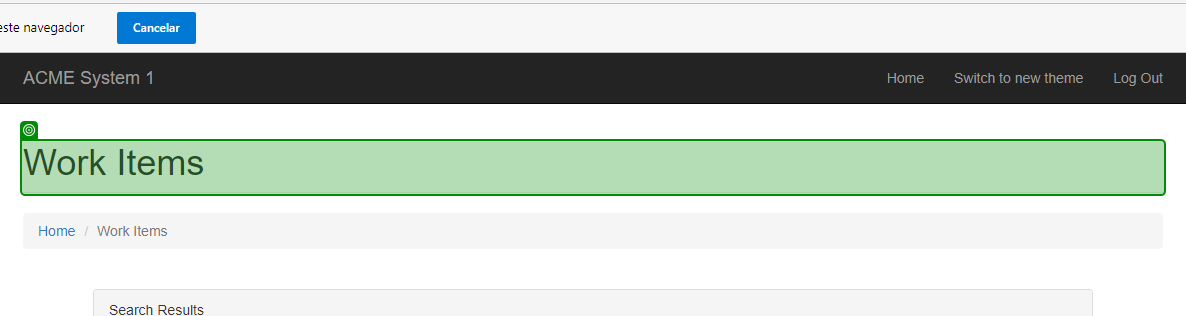 este navegador Cancelar
ACME System 1 Home Switch to new theme Log Out
Work Items
Home / Work Items
Search Results